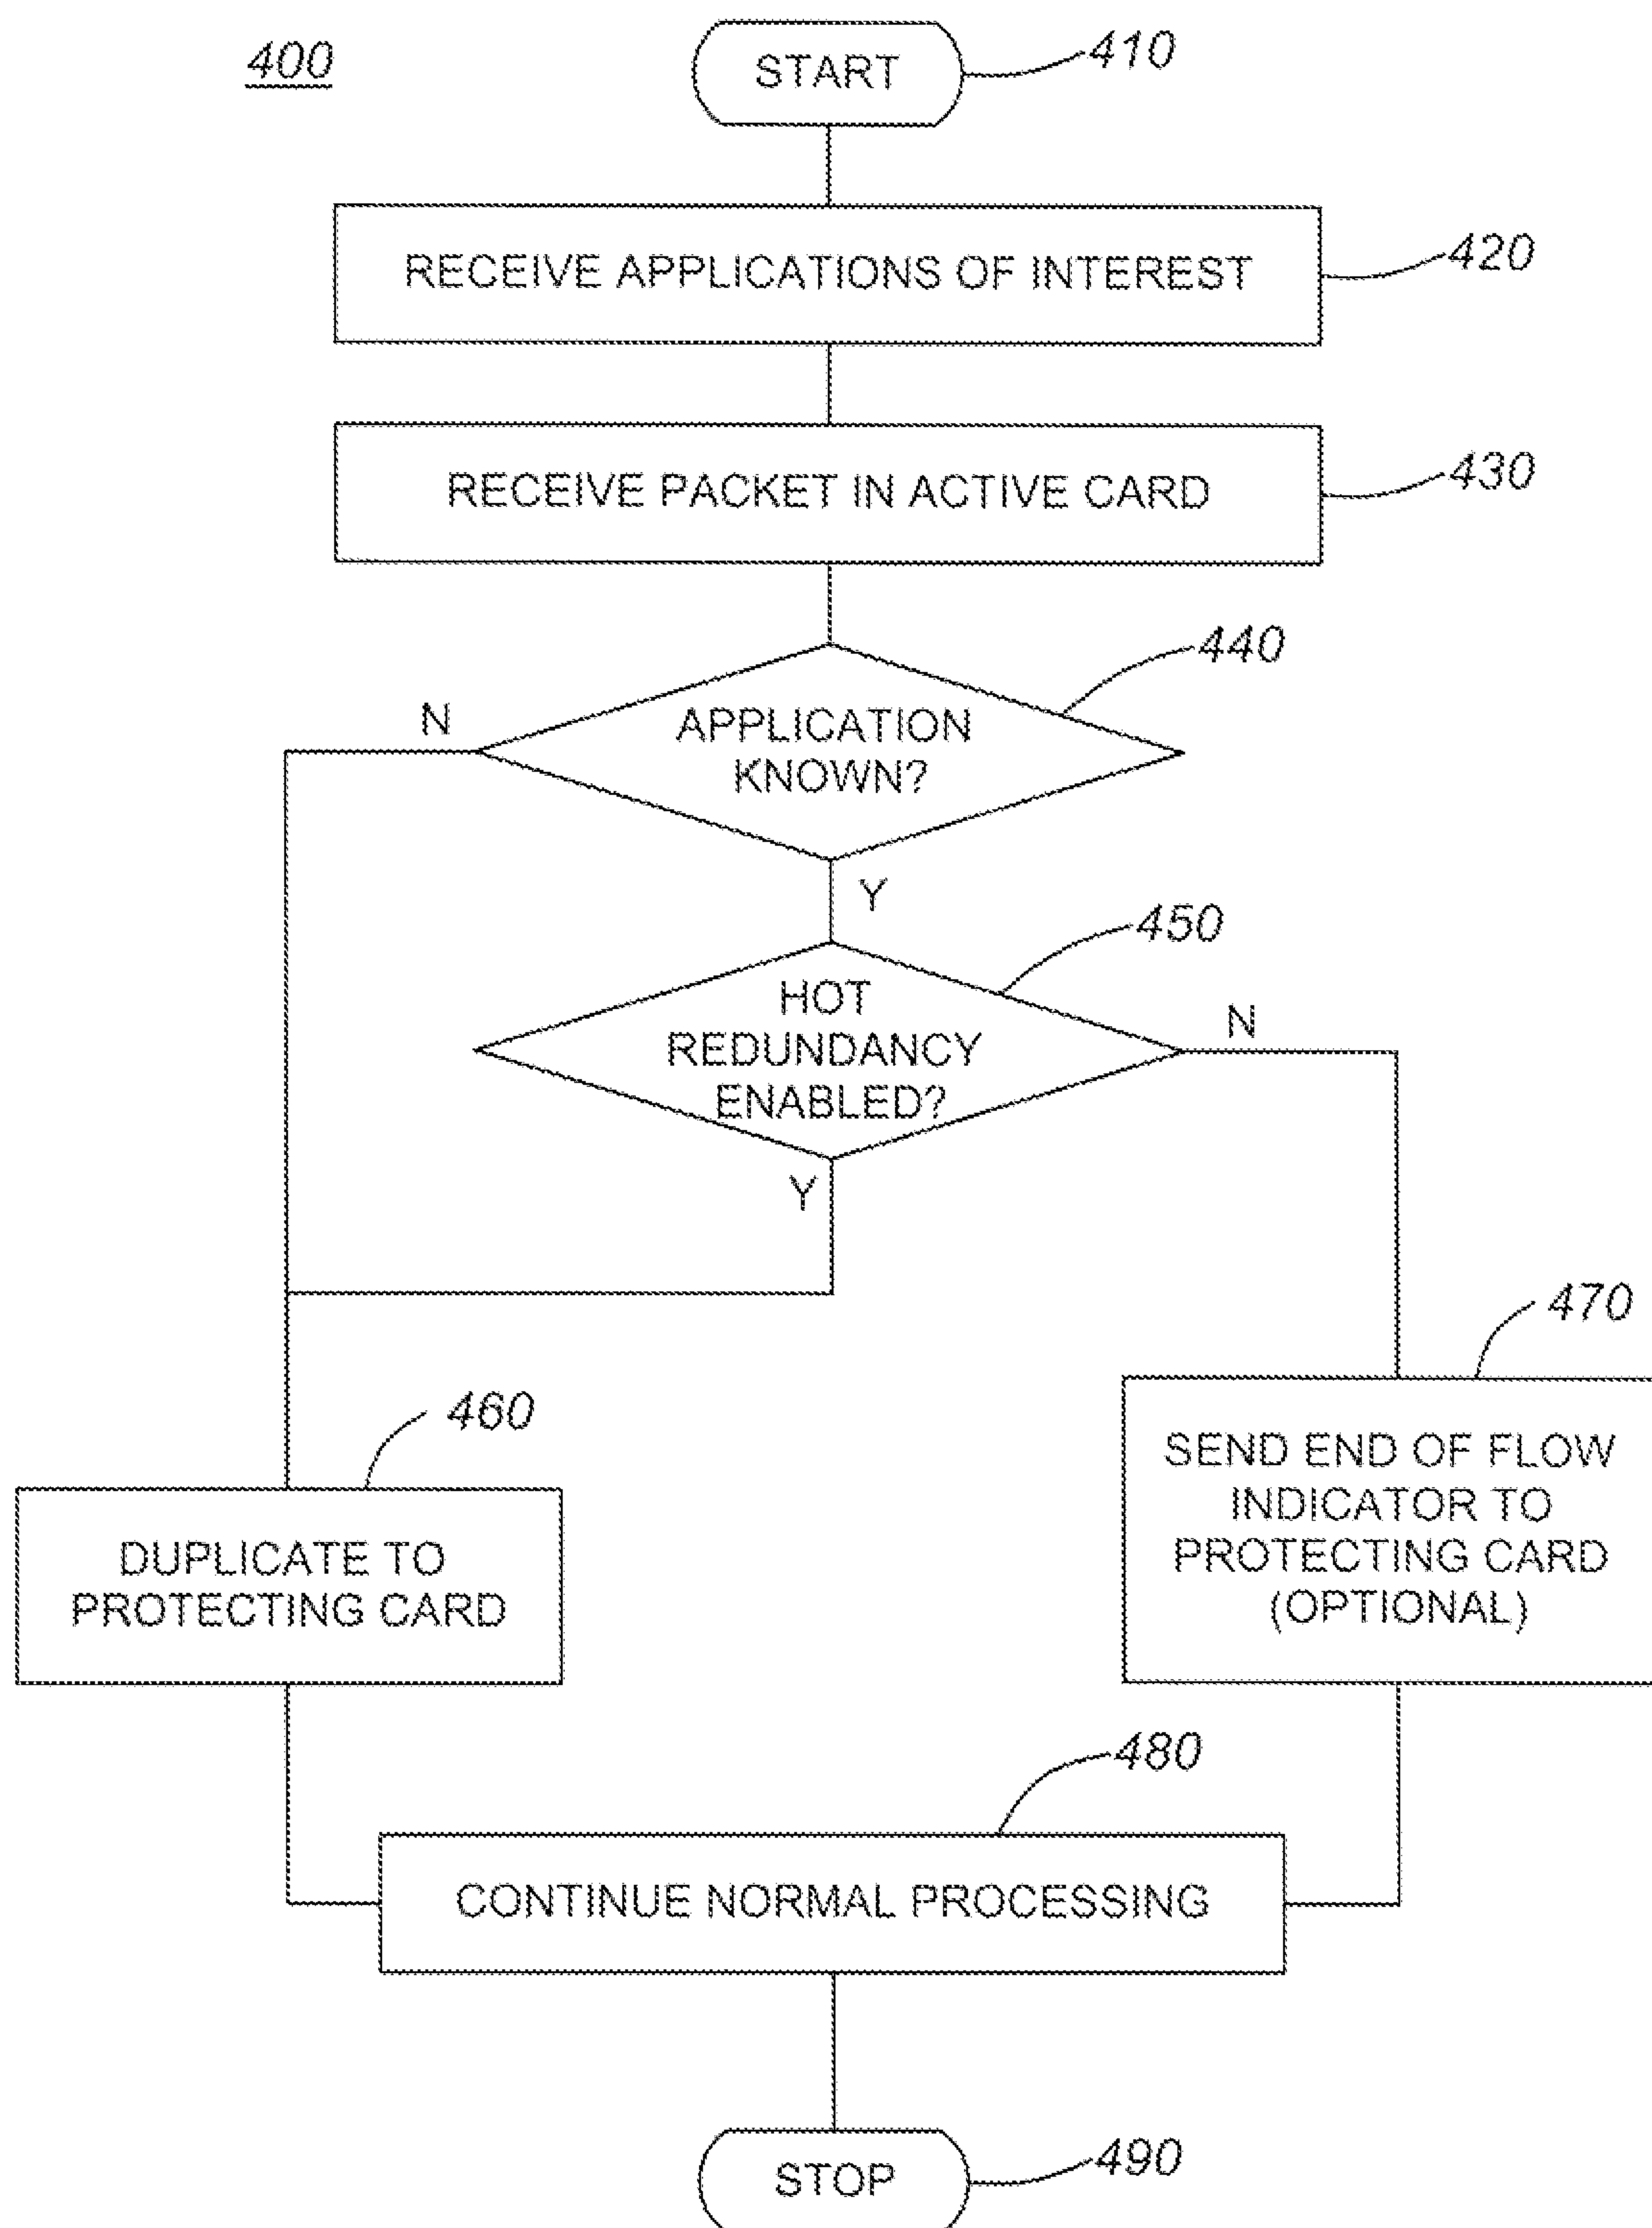 400
START
410
RECEIVE APPLICATIONS OF INTEREST
420
RECEIVE PACKET IN ACTIVE CARD
430
440
N
APPLICATION
KNOWN?
Y
450
HOT
REDUNDANCY
ENABLED?
N
Y
470
460
SEND END OF FLOW
INDICATOR TO
PROTECTING CARD
(OPTIONAL)
DUPLICATE TO
PROTECTING CARD
480
CONTINUE NORMAL PROCESSING
STOP
490